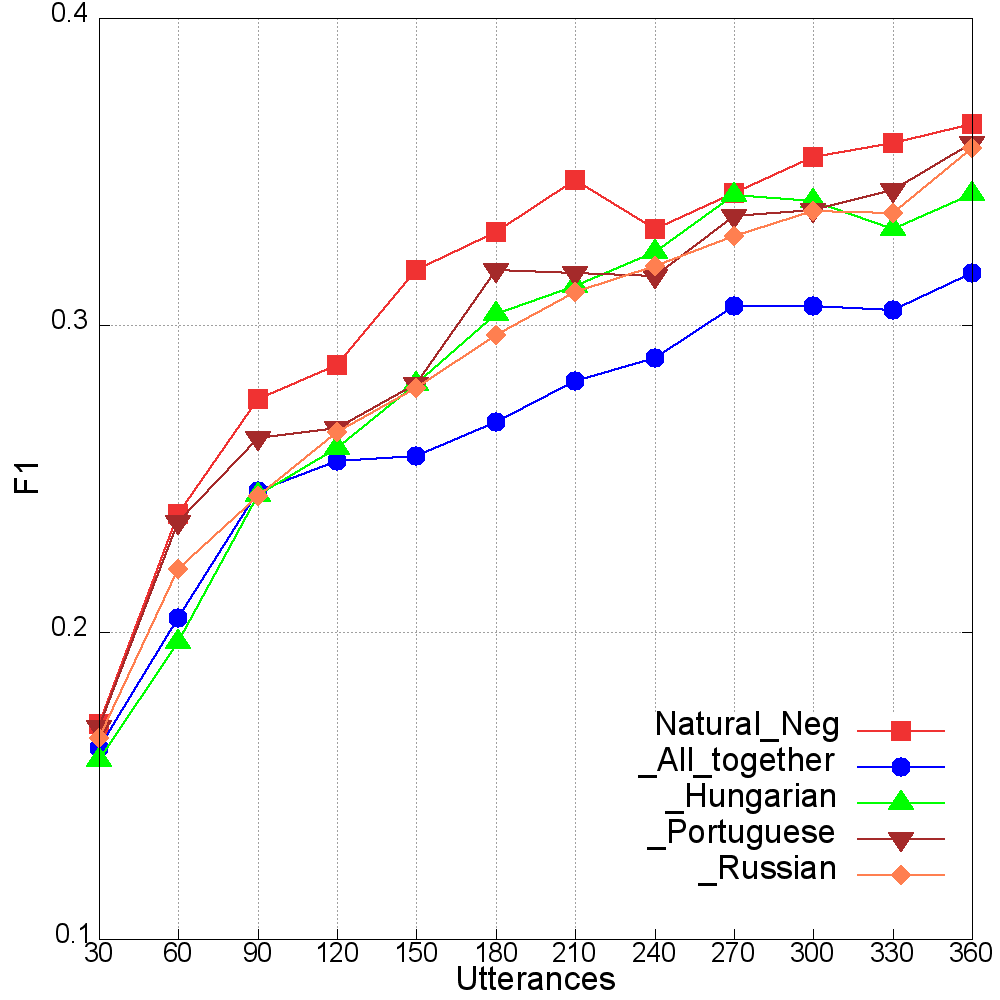 0.4
0.3
0.2
0.1
F1
Natural_Neg
_All_together
_Hungarian
_Portuguese
_Russian
30 60 90 120 150 180 210 240 270 300 330 360
Utterances